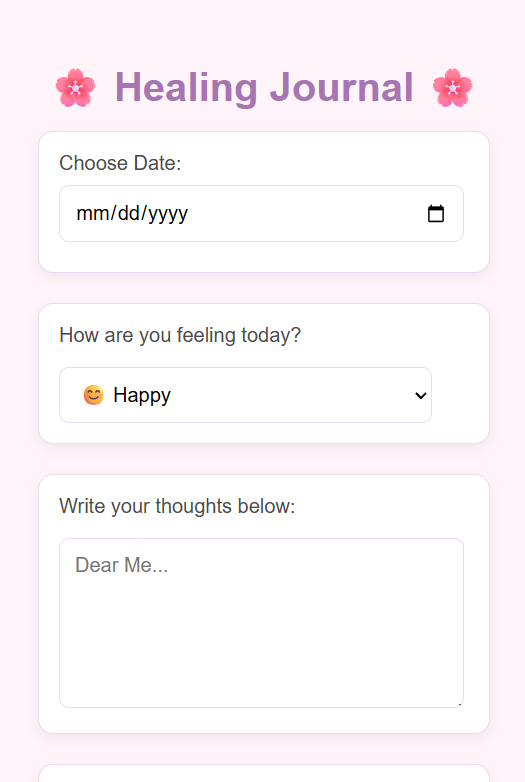 🌸 Healing Journal 🌸
Choose Date:
mm/dd/yyyy
How are you feeling today?
😊 Happy
Write your thoughts below:
Dear Me...